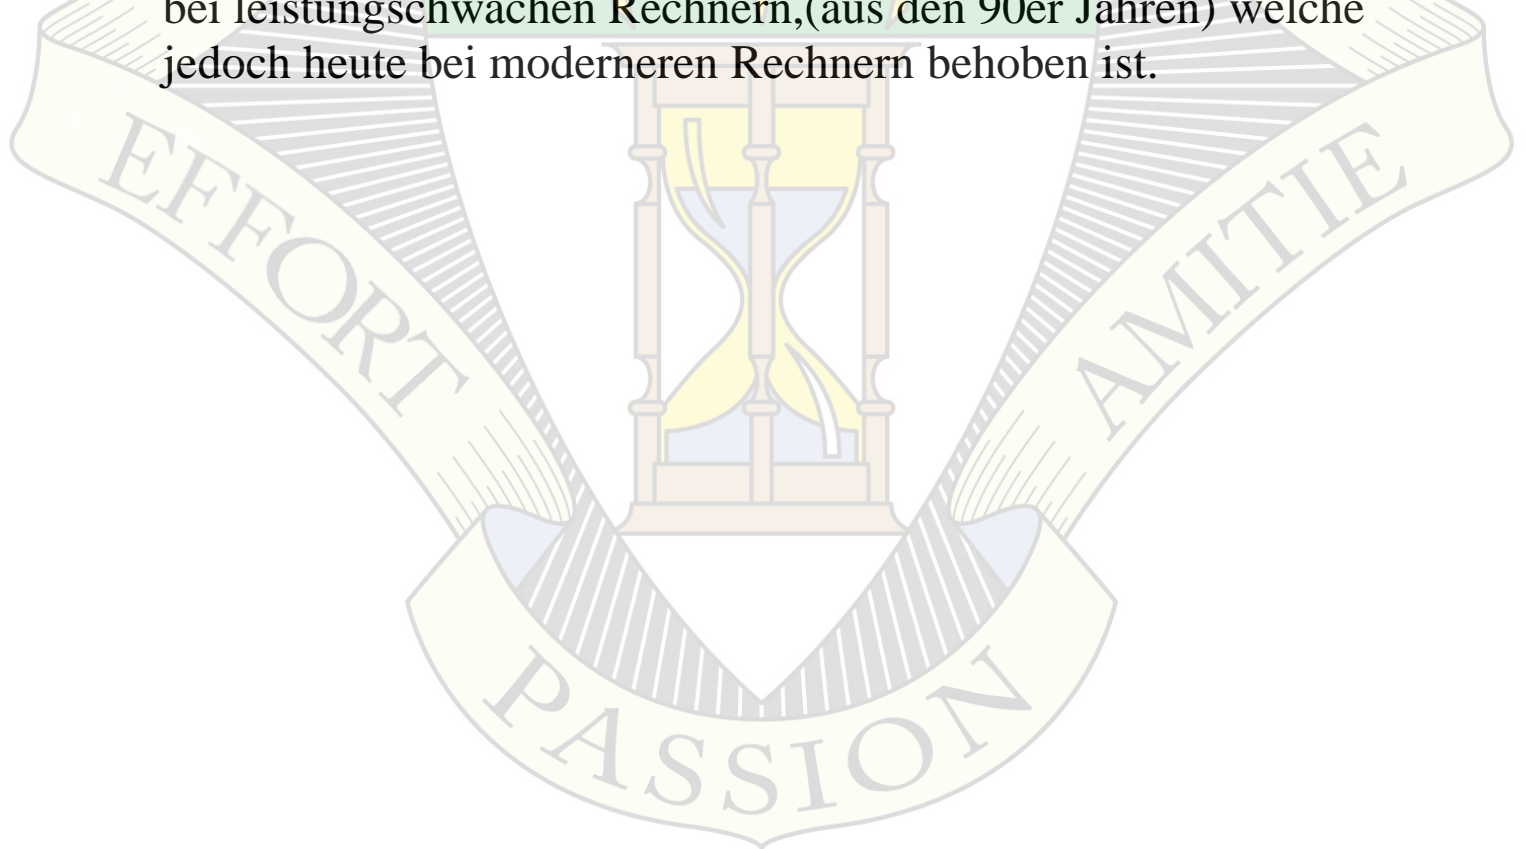 bei leistungschwachen Rechnern,(aus den 90er Jahren) welche
jedoch heute bei moderneren Rechnern behoben ist.
EFFORT
AMITIE
PASSION